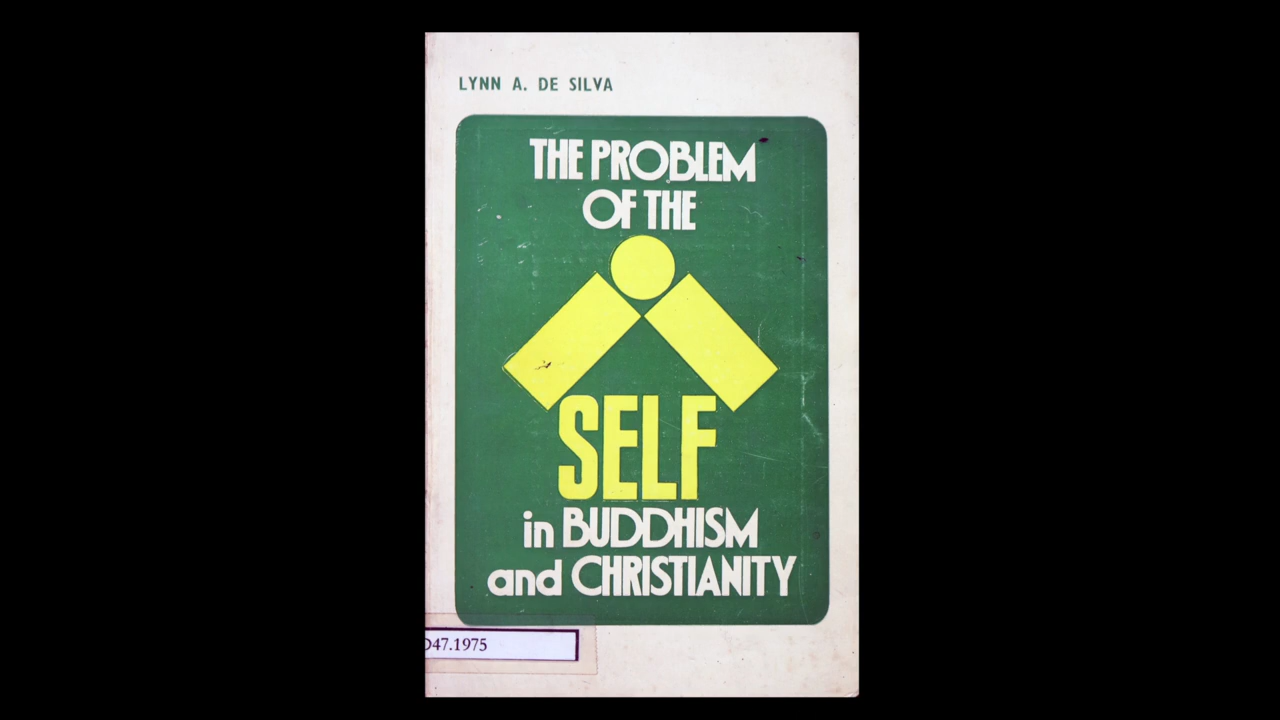 LYNN A. DE SILVA
THE PROBLEM
OF THE
SELF
in BUDDHISM
and CHRISTIANITY
D47.1975